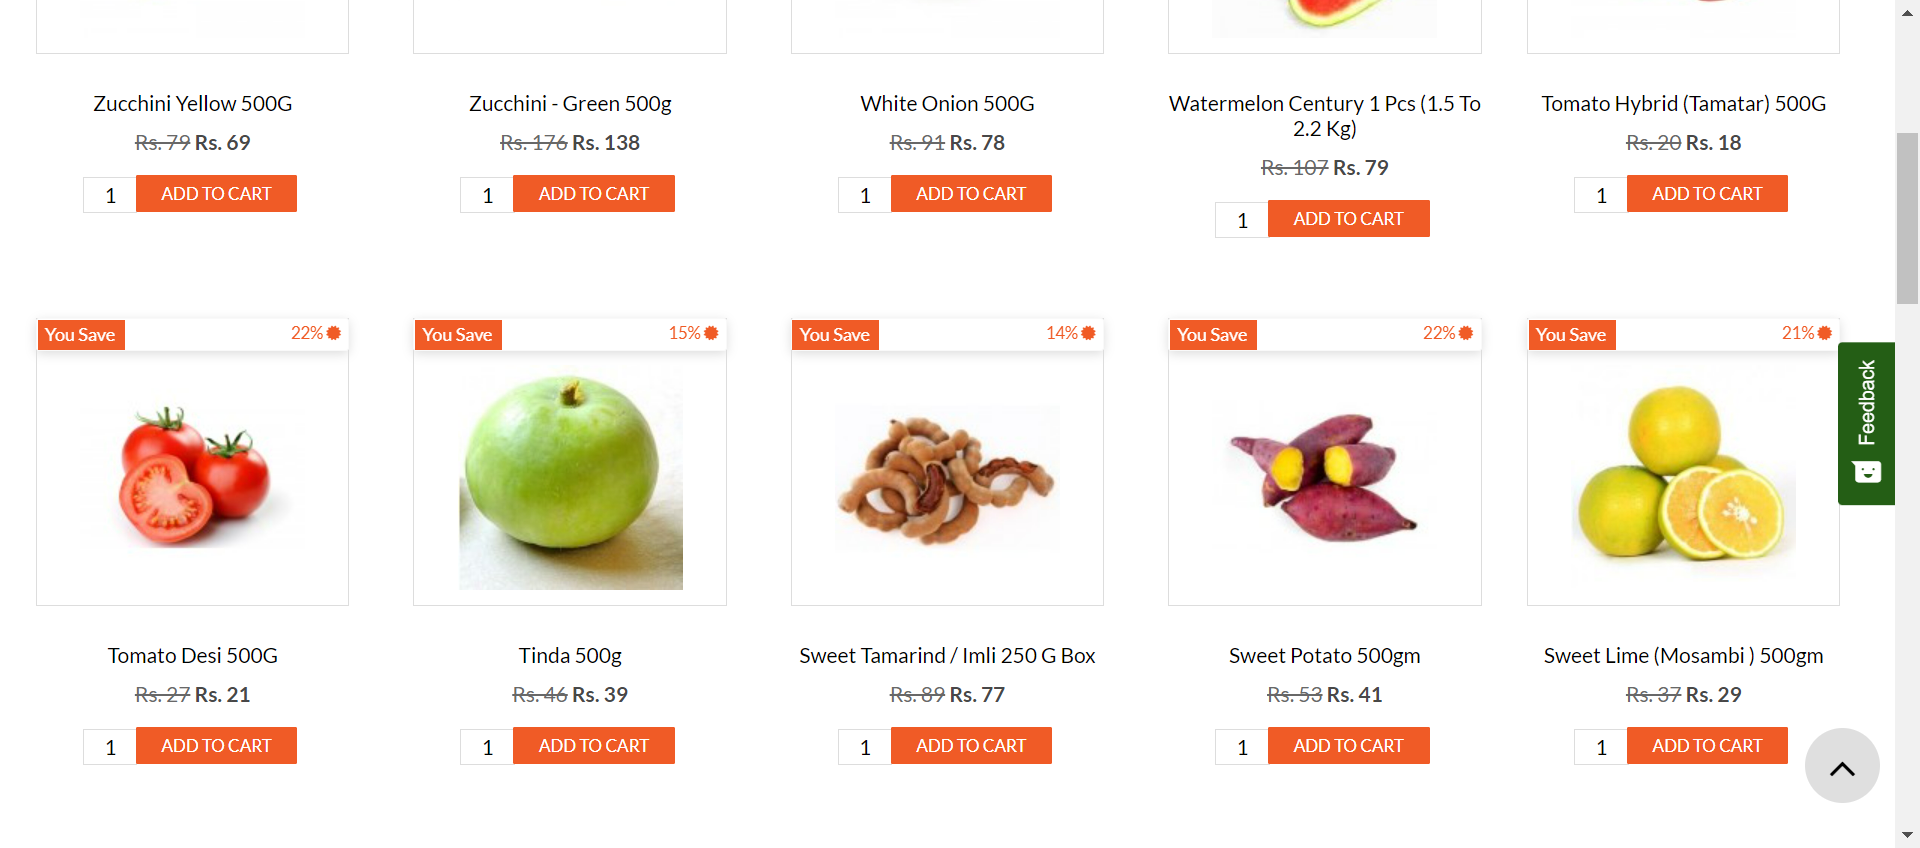 Zucchini Yellow 500G
Rs. 79 Rs. 69
1 ADD TO CART
Zucchini - Green 500g
Rs. 176 Rs. 138
1 ADD TO CART
White Onion 500G
Rs. 91 Rs. 78
1 ADD TO CART
Watermelon Century 1 Pcs (1.5 To
2.2 Kg)
Rs. 107 Rs. 79
1 ADD TO CART
Tomato Hybrid (Tamatar) 500G
Rs. 20 Rs. 18
1 ADD TO CART
You Save 22%
Tomato Desi 500G
Rs. 27 Rs. 21
1 ADD TO CART
You Save 15%
Tinda 500g
Rs. 46 Rs. 39
1 ADD TO CART
You Save 14%
Sweet Tamarind / Imli 250 G Box
Rs. 89 Rs. 77
1 ADD TO CART
You Save 22%
Sweet Potato 500gm
Rs. 53 Rs. 41
1 ADD TO CART
You Save 21%
Sweet Lime (Mosambi ) 500gm
Rs. 37 Rs. 29
1 ADD TO CART
Feedback